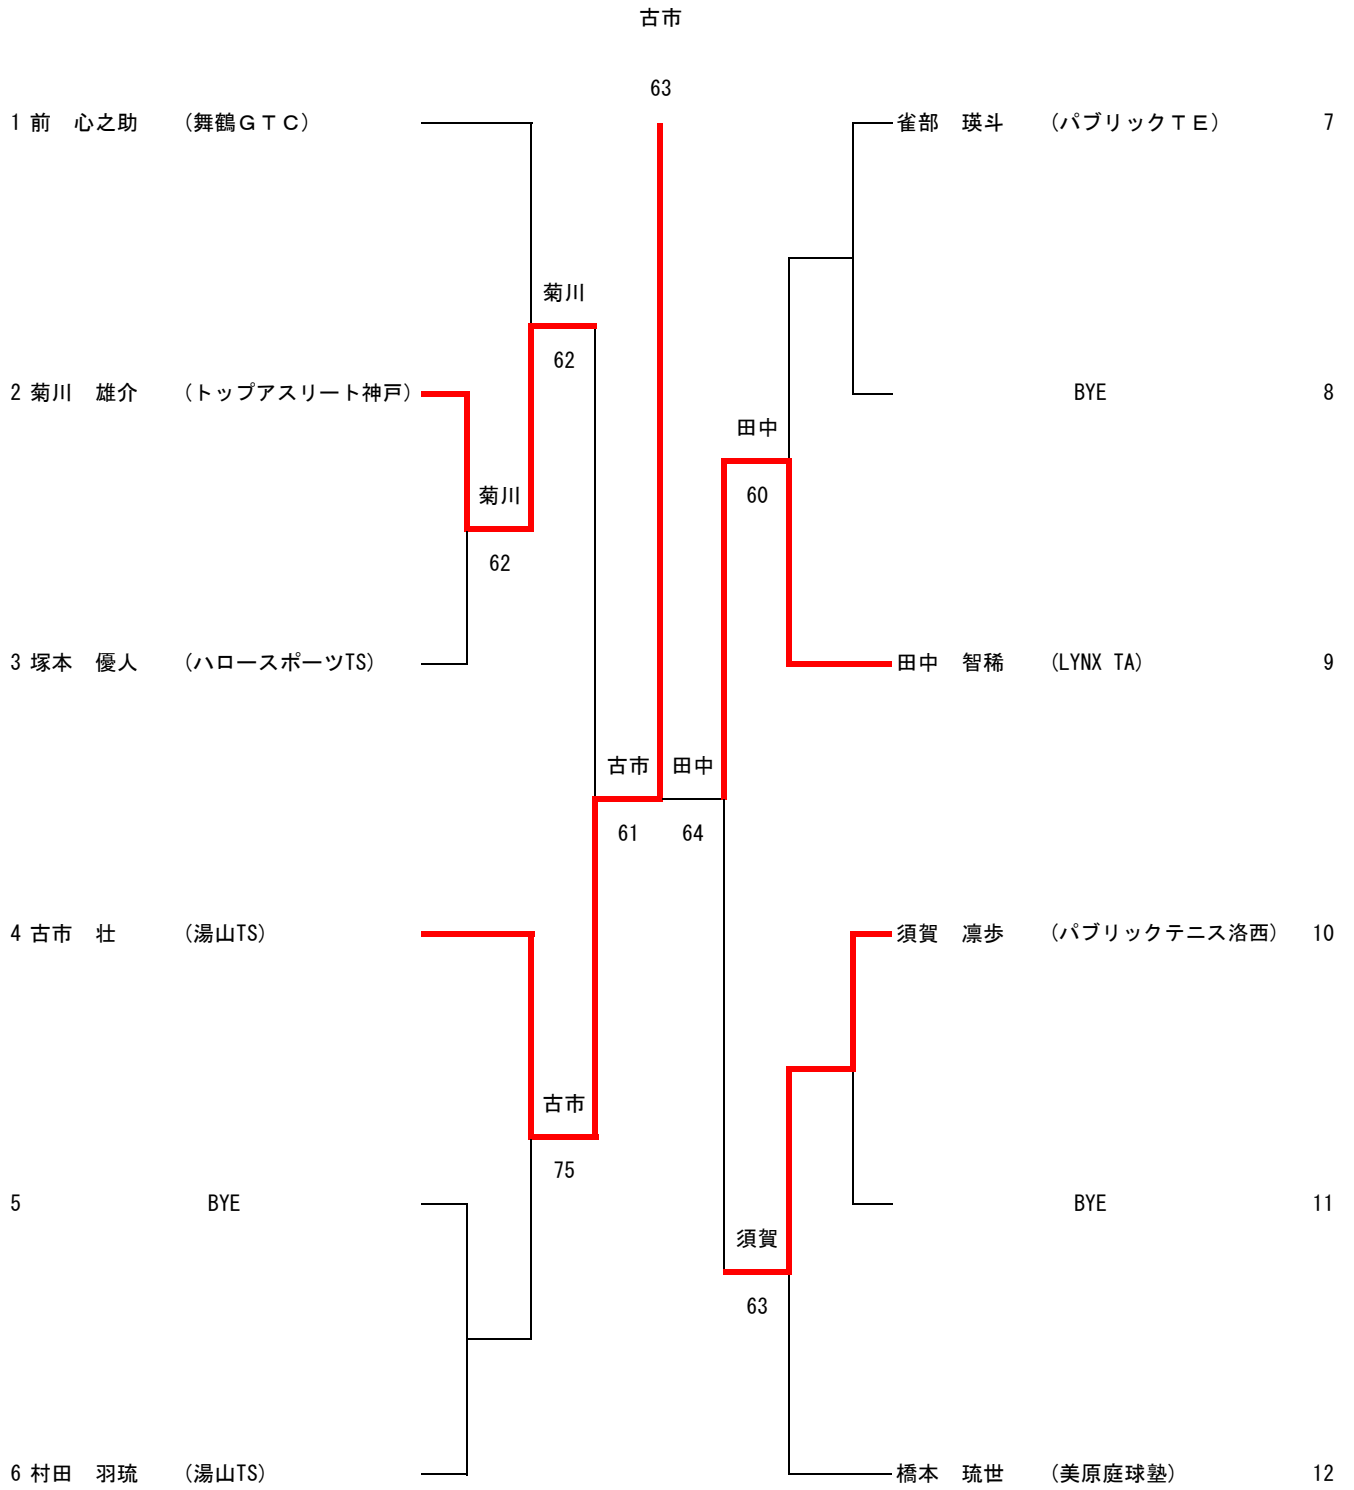 古市
63
1 前　心之助　（舞鶴ＧＴＣ）
雀部　瑛斗　（パブリックＴＥ）　7
菊川
62
2 菊川　雄介　（トップアスリート神戸）
BYE　8
田中
60
菊川
62
3 塚本　優人　（ハロースポーツTS）
田中　智稀　（LYNX TA）　9
古市　田中
61　64
4 古市　壮　（湯山TS）
須賀　凛歩　（パブリックテニス洛西）　10
古市
75
5　BYE
BYE　11
須賀
63
6 村田　羽琉　（湯山TS）
橋本　琉世　（美原庭球塾）　12